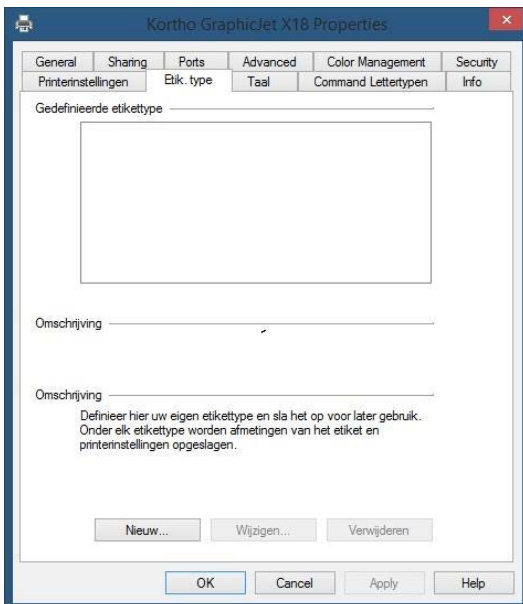 Kortho GraphicJet X18 Properties
General Sharing Ports Advanced Color Management Security
Printerinstellingen Etik. type Taal Command Lettertypen Info
Gedefinieerde etikettype
Omschrijving
Omschrijving
Definieer hier uw eigen etikettype en sla het op voor later gebruik.
Onder elk etikettype worden afmetingen van het etiket en
printerinstellingen opgeslagen.
Nieuw... Wijzigen... Verwijderen
OK Cancel Apply Help